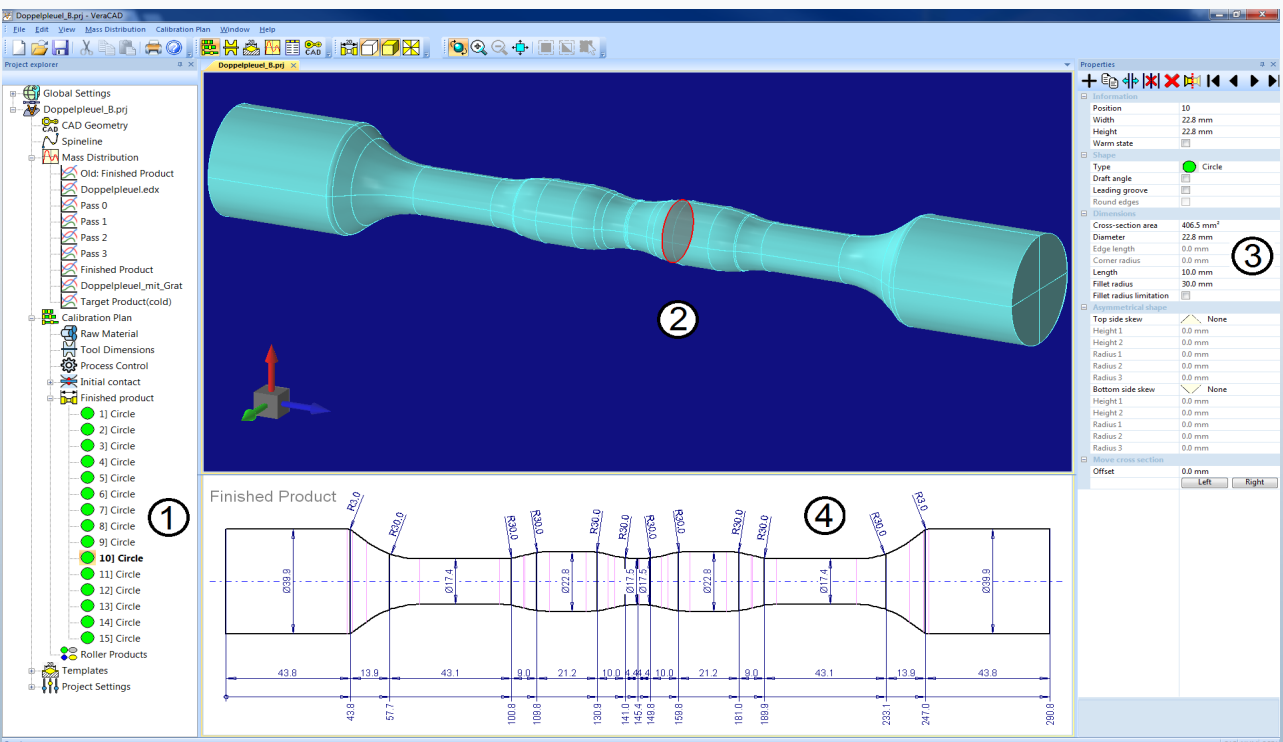 Doppelpleuel_B.prj - VeraCAD
File Edit View Mass Distribution Calibration Plan Window Help
CAD
Project explorer
Global Settings
Doppelpleuel_B.prj
CAD
CAD Geometry
Spineline
Mass Distribution
Old: Finished Product
Doppelpleuel.edx
Pass 0
Pass 1
Pass 2
Pass 3
Finished Product
Doppelpleuel_mit_Grat
Target Product(cold)
Calibration Plan
Raw Material
Tool Dimensions
Process Control
Initial contact
Finished product
1] Circle
2] Circle
3] Circle
4] Circle
5] Circle
6] Circle
7] Circle
8] Circle
9] Circle
10] Circle
11] Circle
12] Circle
13] Circle
14] Circle
15] Circle
Roller Products
Templates
Project Settings
1
Doppelpleuel_B.prj
2
Finished Product
4
R3.0
R30.0
R30.0
R30.0
R30.0
R30.0
R30.0
R30.0
R30.0
R30.0
R30.0
R3.0
Ø39.9
Ø17.4
Ø22.8
Ø17.5
Ø17.5
Ø22.8
Ø17.4
Ø39.9
43.8 13.9 43.1 9.0 21.2 10.0 4.4 4.4 10.0 21.2 9.0 43.1 13.9 43.8
43.8
57.7
100.8
109.8
130.9
141.0
145.4
149.8
159.8
181.0
189.9
233.1
247.0
290.8
Properties
Information
Position 10
Width 22.8 mm
Height 22.8 mm
Warm state
Shape
Type Circle
Draft angle
Leading groove
Round edges
Dimensions
Cross-section area 406.5 mm²
Diameter 22.8 mm
Edge length 0.0 mm
Corner radius 0.0 mm
Length 10.0 mm
Fillet radius 30.0 mm
Fillet radius limitation
3
Asymmetrical shape
Top side skew None
Height 1 0.0 mm
Height 2 0.0 mm
Radius 1 0.0 mm
Radius 2 0.0 mm
Radius 3 0.0 mm
Bottom side skew None
Height 1 0.0 mm
Height 2 0.0 mm
Radius 1 0.0 mm
Radius 2 0.0 mm
Radius 3 0.0 mm
Move cross section
Offset 0.0 mm
Left Right